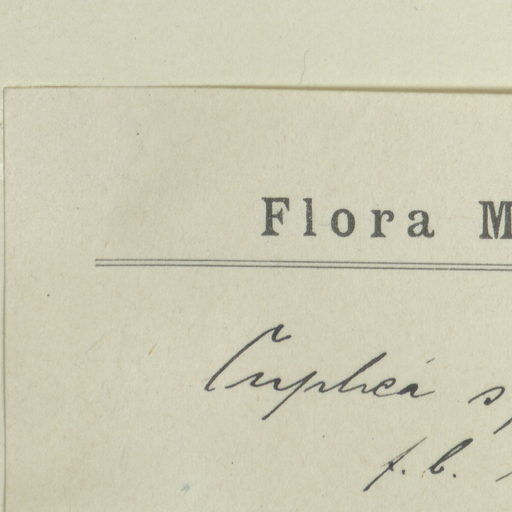 Flora M
Cuphea s
f. b.